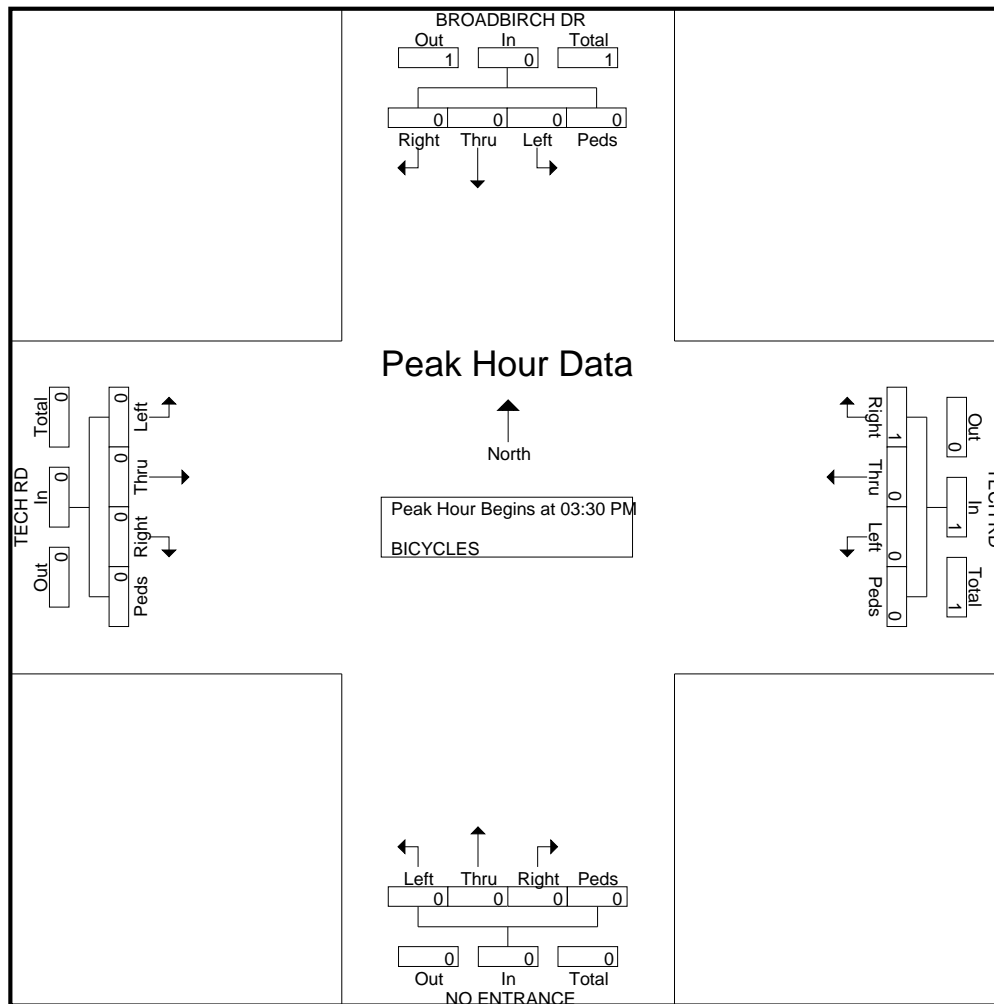 BROADBIRCH DR
Out In Total
1 0 1
0 0 0 0
Right Thru Left Peds
Peak Hour Data
North
Peak Hour Begins at 03:30 PM
BICYCLES
TECH RD
Total In Out
0 0 0
0 0 0 0
Left Thru Right Peds
TECH RD
Out In Total
0 1 1
1 0 0 0
Right Thru Left Peds
Left Thru Right Peds
0 0 0 0
0 0 0
Out In Total
NO ENTRANCE